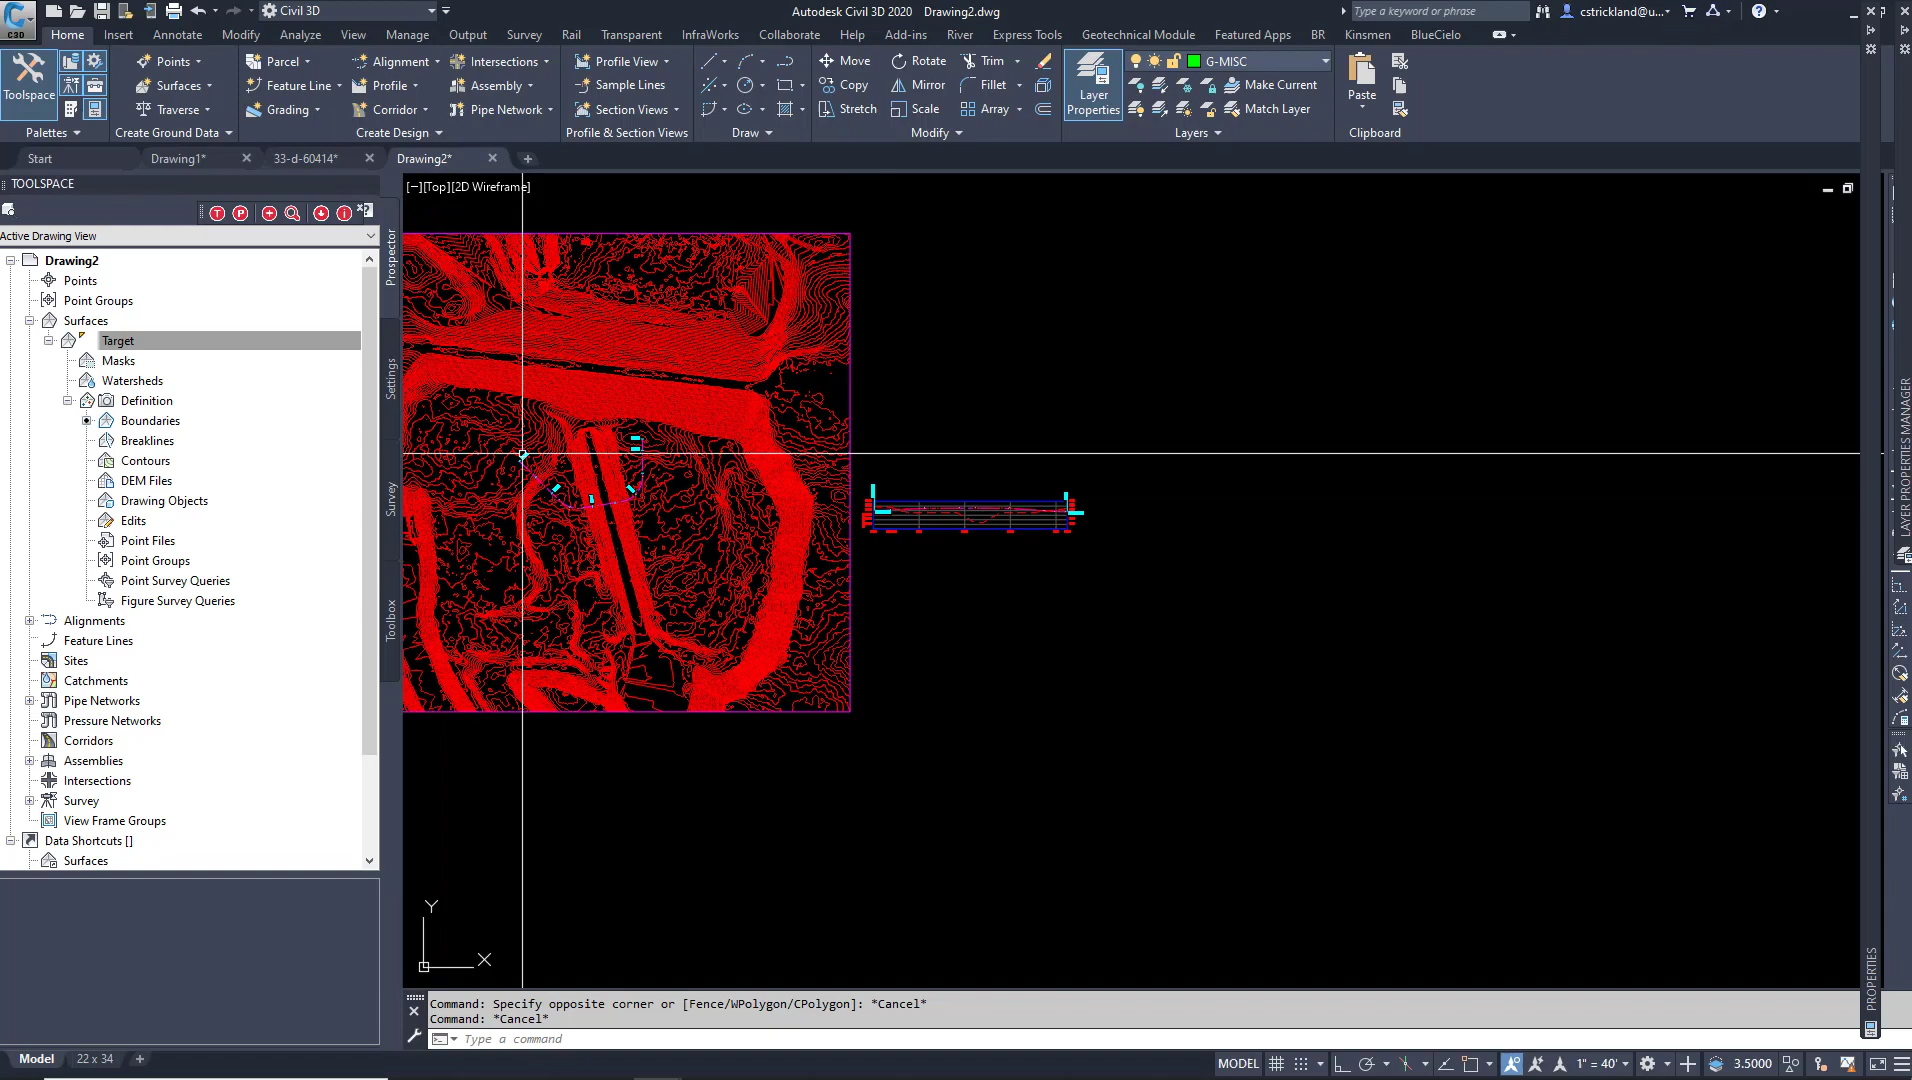 Civil 3D
Autodesk Civil 3D 2020 Drawing2.dwg
Type a keyword or phrase
cstrickland@u...
C3D
Home Insert Annotate Modify Analyze View Manage Output Survey Rail Transparent InfraWorks Collaborate Help Add-ins River Express Tools Geotechnical Module Featured Apps BR Kinsmen BlueCielo
Points Parcel Alignment Intersections Profile View Move Rotate Trim G-MISC
Toolspace Surfaces Feature Line Profile Assembly Sample Lines Copy Mirror Fillet Layer Properties Make Current Paste
Traverse Grading Corridor Pipe Network Section Views Stretch Scale Array Match Layer
Palettes Create Ground Data Create Design Profile & Section Views Draw Modify Layers Clipboard
Start Drawing1* 33-d-60414* Drawing2*
TOOLSPACE
[−][Top][2D Wireframe]
Active Drawing View
Drawing2
Points
Point Groups
Surfaces
Target
Masks
Watersheds
Definition
Boundaries
Breaklines
Contours
DEM Files
Drawing Objects
Edits
Point Files
Point Groups
Point Survey Queries
Figure Survey Queries
Alignments
Feature Lines
Sites
Catchments
Pipe Networks
Pressure Networks
Corridors
Assemblies
Intersections
Survey
View Frame Groups
Data Shortcuts []
Surfaces
Prospector
Settings
Survey
Toolbox
LAYER PROPERTIES MANAGER
PROPERTIES
Y
X
Command: Specify opposite corner or [Fence/WPolygon/CPolygon]: *Cancel*
Command: *Cancel*
Type a command
Model 22 x 34
MODEL 1" = 40' 3.5000